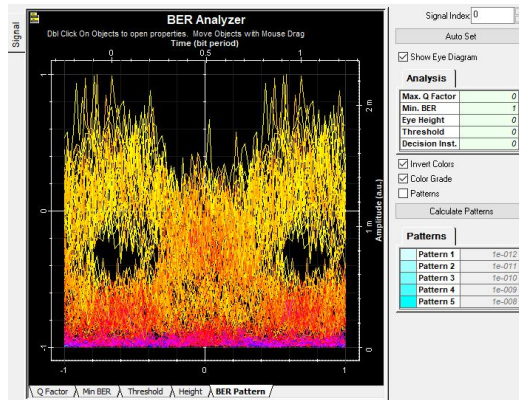 Signal
BER Analyzer
Dbl Click On Objects to open properties. Move Objects with Mouse Drag
Time (bit period)
0 0.5 1
1
0
-1
2 m
1 m
0
Amplitude (a.u.)
-1 0 1
Q Factor Min BER Threshold Height BER Pattern
Signal Index: 0
Auto Set
Show Eye Diagram
Analysis
Max. Q Factor 0
Min. BER 1
Eye Height 0
Threshold 0
Decision Inst. 0
Invert Colors
Color Grade
Patterns
Calculate Patterns
Patterns
Pattern 1 1e-012
Pattern 2 1e-011
Pattern 3 1e-010
Pattern 4 1e-009
Pattern 5 1e-008